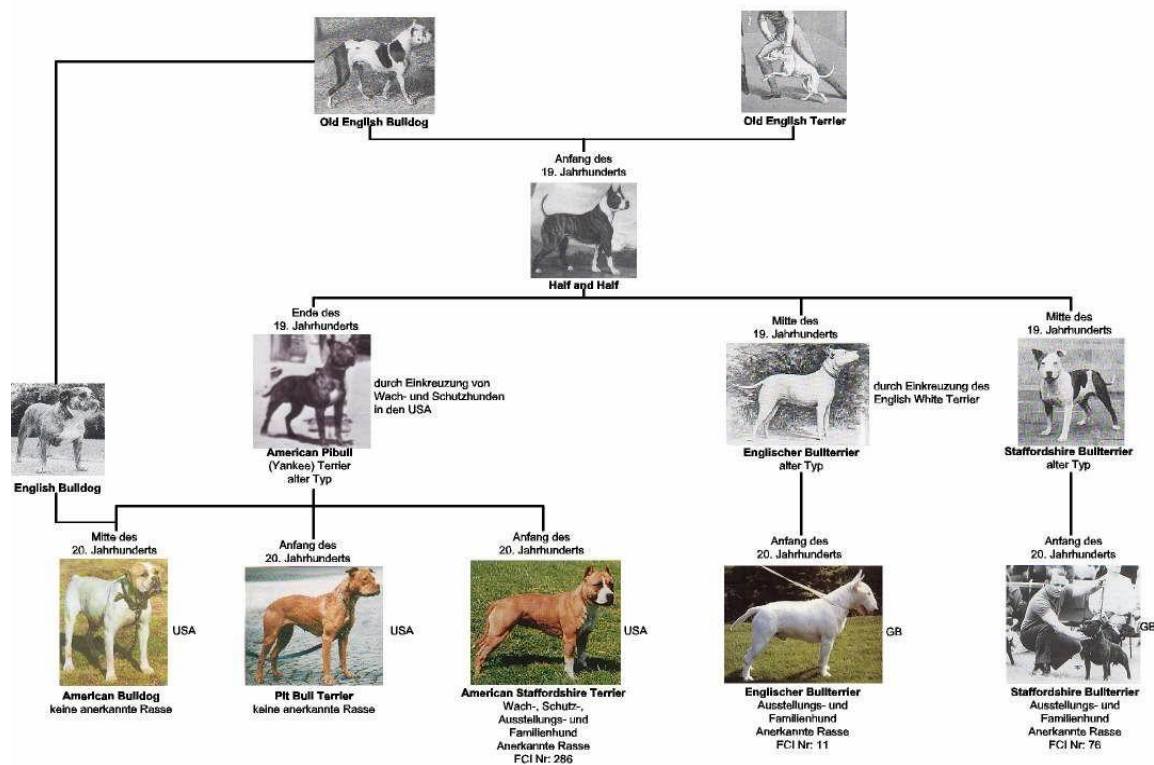 Old English Bulldog
Old English Terrier
Anfang des
19. Jahrhunderts
Half and Half
Ende des
19. Jahrhunderts
durch Einkreuzung von
Wach- und Schutzhunden
in den USA
American Pibull
(Yankee) Terrier
alter Typ
Mitte des
19. Jahrhunderts
durch Einkreuzung des
English White Terrier
Englischer Bullterrier
alter Typ
Mitte des
19. Jahrhunderts
Staffordshire Bullterrier
alter Typ
English Bulldog
Mitte des
20. Jahrhunderts
USA
American Bulldog
keine anerkannte Rasse
Anfang des
20. Jahrhunderts
USA
Pit Bull Terrier
keine anerkannte Rasse
Anfang des
20. Jahrhunderts
USA
American Staffordshire Terrier
Wach-, Schutz-,
Ausstellungs- und
Familienhund
Anerkannte Rasse
FCI Nr: 286
Anfang des
20. Jahrhunderts
GB
Englischer Bullterrier
Ausstellungs- und
Familienhund
Anerkannte Rasse
FCI Nr: 11
Anfang des
20. Jahrhunderts
GB
Staffordshire Bullterrier
Ausstellungs- und
Familienhund
Anerkannte Rasse
FCI Nr: 76